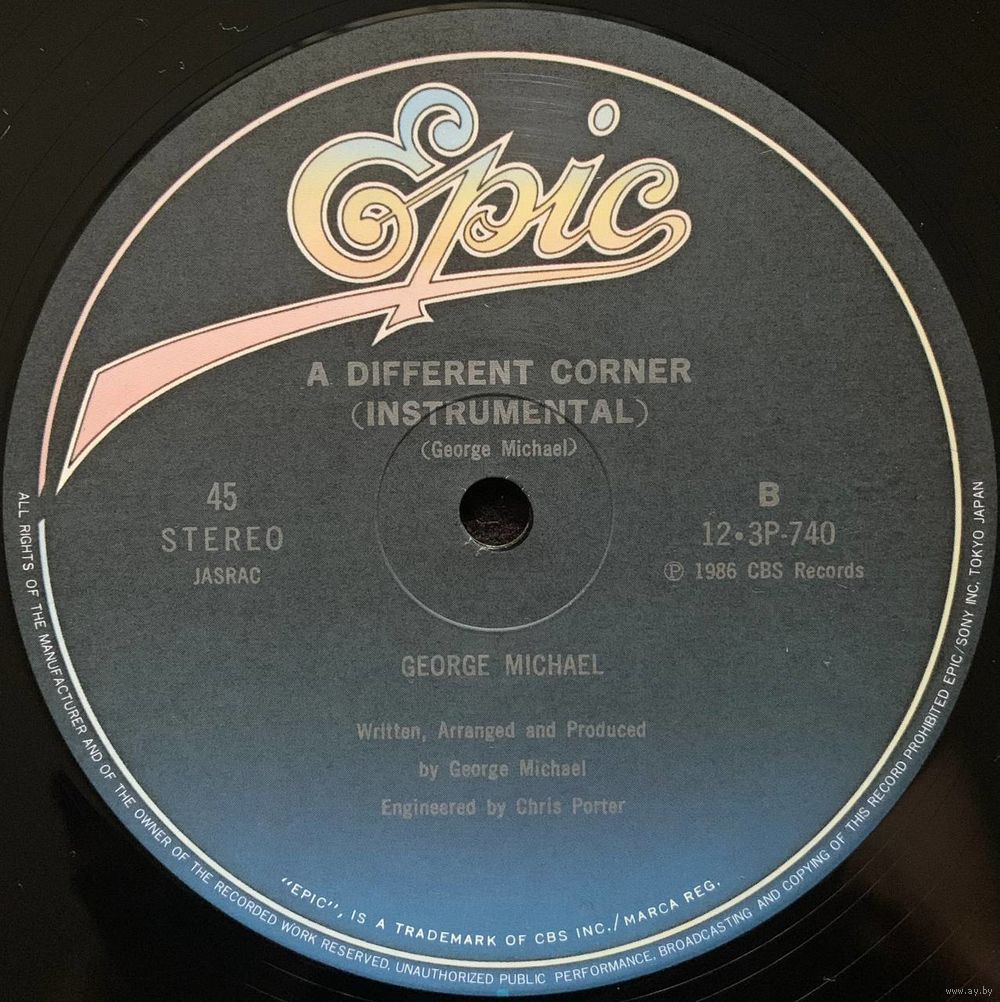 Epic
A DIFFERENT CORNER
(INSTRUMENTAL)
(George Michael)
45
STEREO
JASRAC
B
12・3P-740
Ⓟ 1986 CBS Records
GEORGE MICHAEL
Written, Arranged and Produced
by George Michael
Engineered by Chris Porter
"EPIC", IS A TRADEMARK OF CBS INC./MARCA REG.
ALL RIGHTS OF THE MANUFACTURER AND OF THE OWNER OF THE RECORDED WORK RESERVED, UNAUTHORIZED PUBLIC PERFORMANCE, BROADCASTING AND COPYING OF THIS RECORD PROHIBITED EPIC/SONY INC. TOKYO JAPAN
www.ay.by